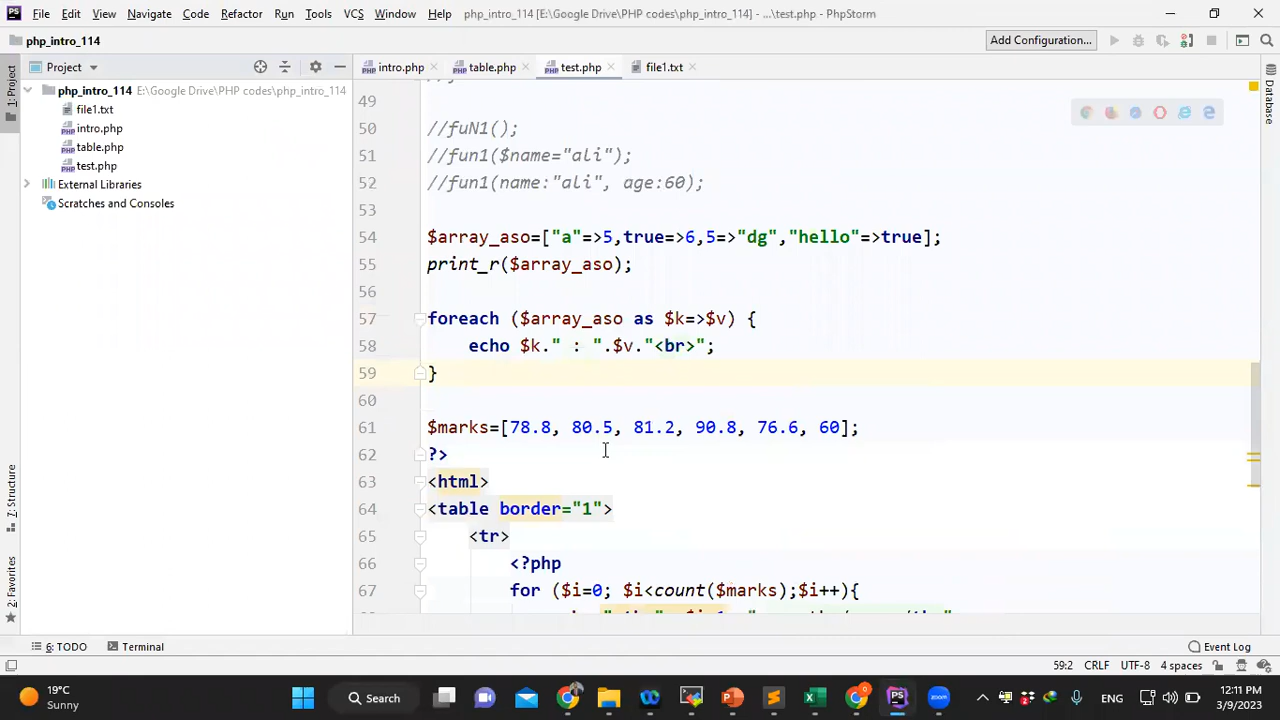 File Edit View Navigate Code Refactor Run Tools VCS Window Help php_intro_114 [E:\Google Drive\PHP codes\php_intro_114] - ...\test.php - PhpStorm
php_intro_114 Add Configuration...
Project
intro.php table.php test.php file1.txt
1: Project
Database
php_intro_114 E:\Google Drive\PHP codes\php_intro_114
file1.txt
intro.php
table.php
test.php
External Libraries
Scratches and Consoles
49
50 //fuN1();
51 //fun1($name="ali");
52 //fun1(name:"ali", age:60);
53
54 $array_aso=["a"=>5,true=>6,5=>"dg","hello"=>true];
55 print_r($array_aso);
56
57 foreach ($array_aso as $k=>$v) {
58 echo $k." : ".$v."<br>";
59 }
60
61 $marks=[78.8, 80.5, 81.2, 90.8, 76.6, 60];
62 ?>
63 <html>
64 <table border="1">
65 <tr>
66 <?php
67 for ($i=0; $i<count($marks);$i++){
7: Structure
2: Favorites
6: TODO Terminal Event Log
59:2 CRLF UTF-8 4 spaces
19°C
Sunny
Search
ENG
12:11 PM
3/9/2023